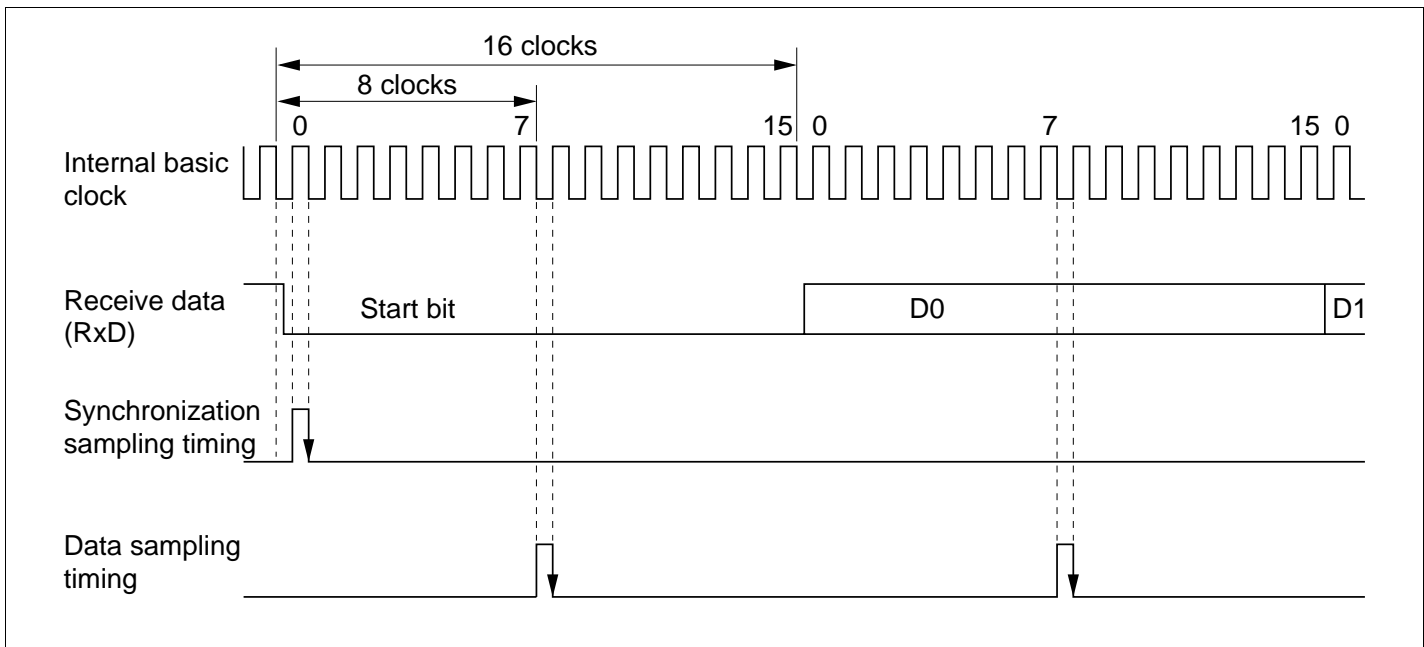 16 clocks
8 clocks
0 7 15 0 7 15 0
Internal basic
clock
Receive data
(RxD)
Start bit D0 D1
Synchronization
sampling timing
Data sampling
timing